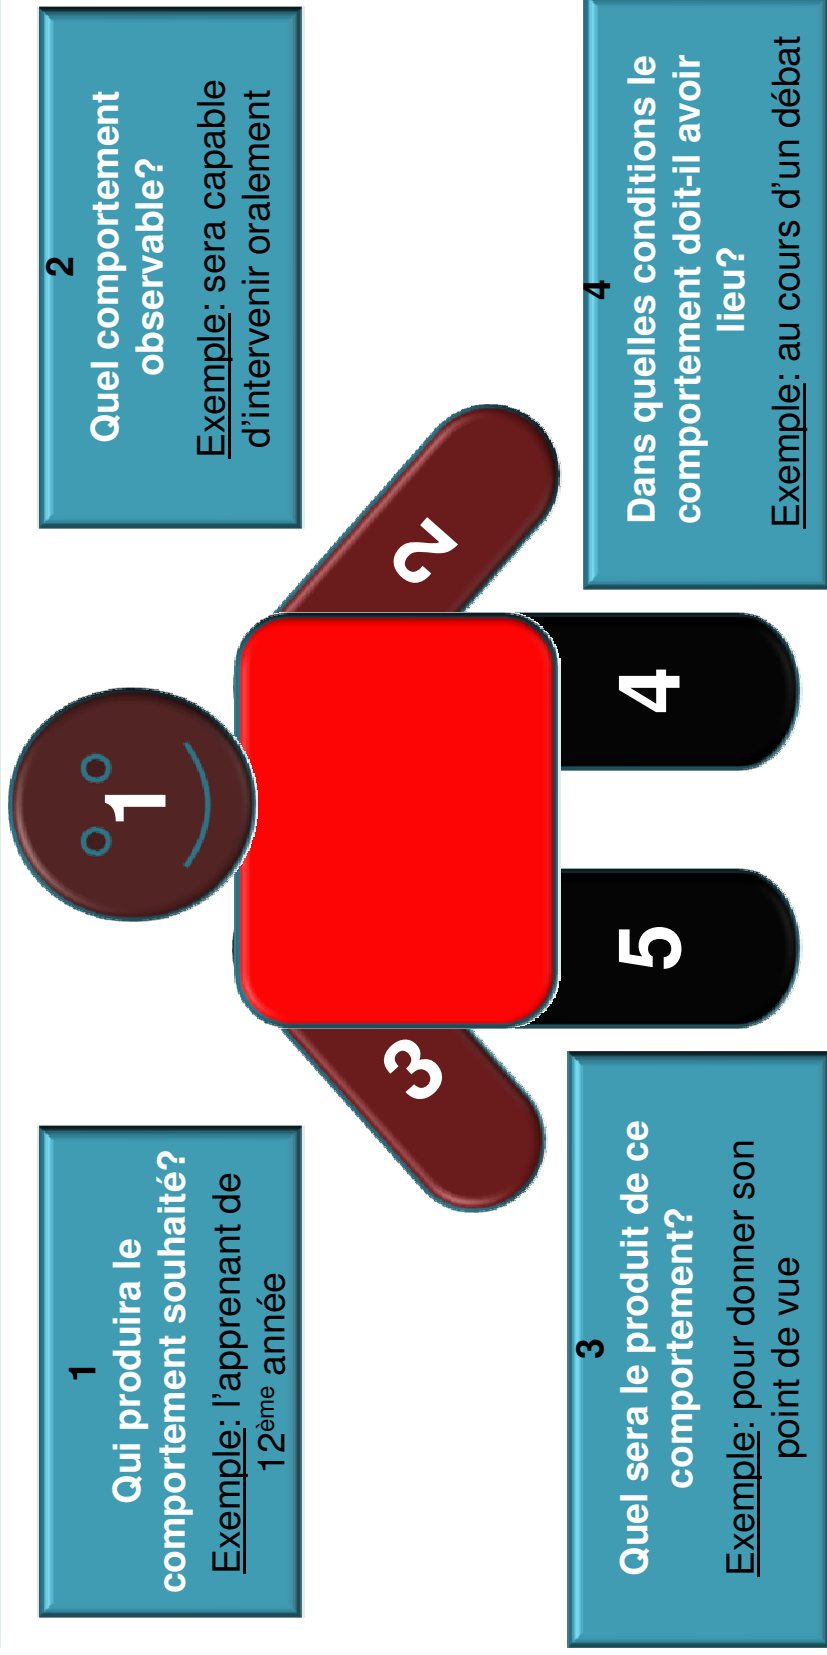 1
Qui produira le
comportement souhaité?
Exemple: l’apprenant de
12ème année
2
Quel comportement
observable?
Exemple: sera capable
d’intervenir oralement
1
3
2
5
4
3
Quel sera le produit de ce
comportement?
Exemple: pour donner son
point de vue
4
Dans quelles conditions le
comportement doit-il avoir
lieu?
Exemple: au cours d’un débat